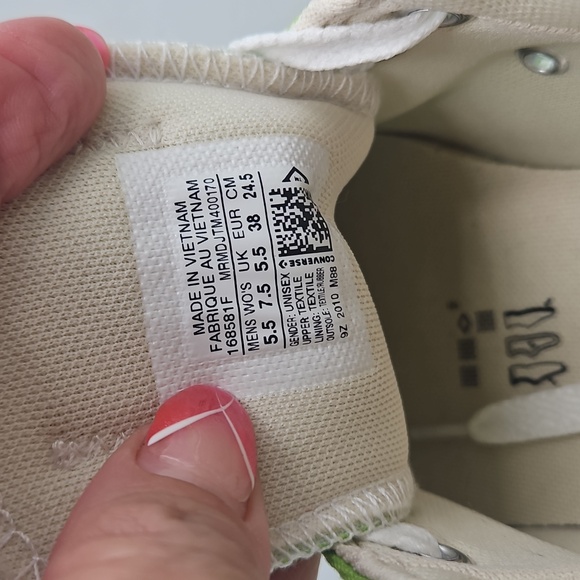 MADE IN VIETNAM
FABRIQUE AU VIETNAM
168581F MRMDJTM400170
MENS WO'S UK EUR CM
5.5 7.5 5.5 38 24.5
CONVERSE
GENDER: UNISEX
UPPER: TEXTILE
LINING: TEXTILE
OUTSOLE: RUBBER
9Z 2010 M88